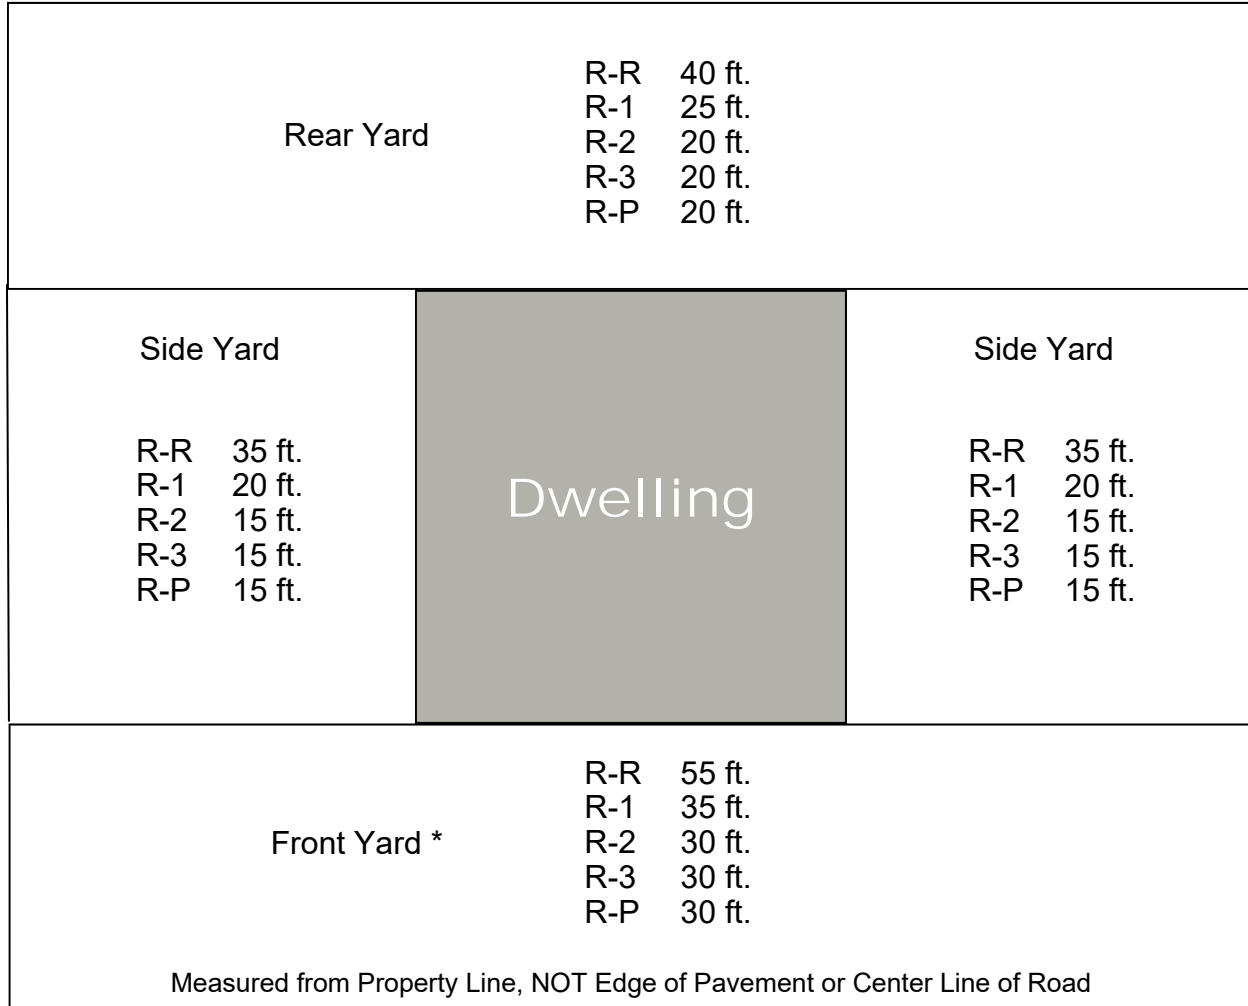 Rear Yard
R-R 40 ft.
R-1 25 ft.
R-2 20 ft.
R-3 20 ft.
R-P 20 ft.
Side Yard
R-R 35 ft.
R-1 20 ft.
R-2 15 ft.
R-3 15 ft.
R-P 15 ft.
Dwelling
Side Yard
R-R 35 ft.
R-1 20 ft.
R-2 15 ft.
R-3 15 ft.
R-P 15 ft.
Front Yard *
R-R 55 ft.
R-1 35 ft.
R-2 30 ft.
R-3 30 ft.
R-P 30 ft.
Measured from Property Line, NOT Edge of Pavement or Center Line of Road